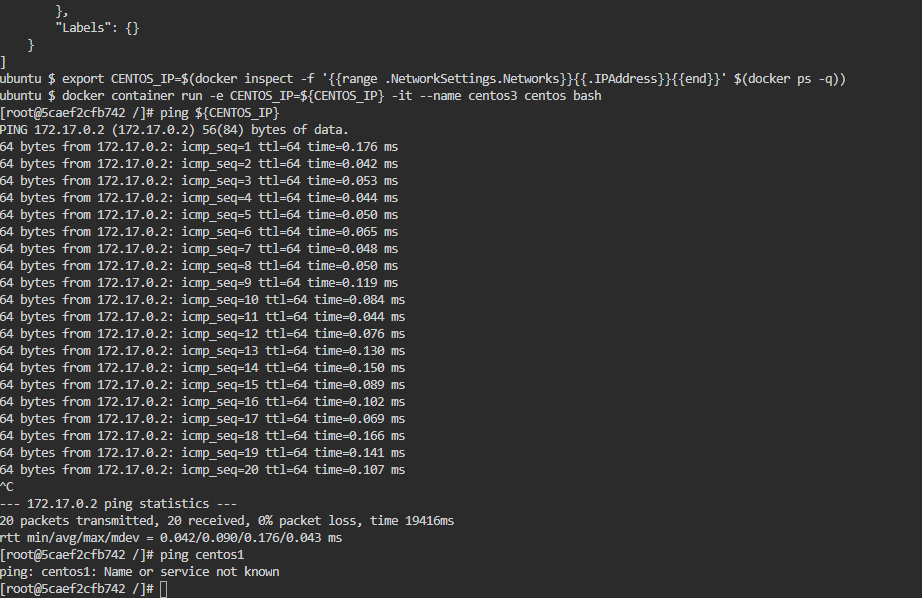 },
"Labels": {}
}
]
ubuntu $ export CENTOS_IP=$(docker inspect -f '{{range .NetworkSettings.Networks}}{{.IPAddress}}{{end}}' $(docker ps -q))
ubuntu $ docker container run -e CENTOS_IP=${CENTOS_IP} -it --name centos3 centos bash
[root@5caef2cfb742 /]# ping ${CENTOS_IP}
PING 172.17.0.2 (172.17.0.2) 56(84) bytes of data.
64 bytes from 172.17.0.2: icmp_seq=1 ttl=64 time=0.176 ms
64 bytes from 172.17.0.2: icmp_seq=2 ttl=64 time=0.042 ms
64 bytes from 172.17.0.2: icmp_seq=3 ttl=64 time=0.053 ms
64 bytes from 172.17.0.2: icmp_seq=4 ttl=64 time=0.044 ms
64 bytes from 172.17.0.2: icmp_seq=5 ttl=64 time=0.050 ms
64 bytes from 172.17.0.2: icmp_seq=6 ttl=64 time=0.065 ms
64 bytes from 172.17.0.2: icmp_seq=7 ttl=64 time=0.048 ms
64 bytes from 172.17.0.2: icmp_seq=8 ttl=64 time=0.050 ms
64 bytes from 172.17.0.2: icmp_seq=9 ttl=64 time=0.119 ms
64 bytes from 172.17.0.2: icmp_seq=10 ttl=64 time=0.084 ms
64 bytes from 172.17.0.2: icmp_seq=11 ttl=64 time=0.044 ms
64 bytes from 172.17.0.2: icmp_seq=12 ttl=64 time=0.076 ms
64 bytes from 172.17.0.2: icmp_seq=13 ttl=64 time=0.130 ms
64 bytes from 172.17.0.2: icmp_seq=14 ttl=64 time=0.150 ms
64 bytes from 172.17.0.2: icmp_seq=15 ttl=64 time=0.089 ms
64 bytes from 172.17.0.2: icmp_seq=16 ttl=64 time=0.102 ms
64 bytes from 172.17.0.2: icmp_seq=17 ttl=64 time=0.069 ms
64 bytes from 172.17.0.2: icmp_seq=18 ttl=64 time=0.166 ms
64 bytes from 172.17.0.2: icmp_seq=19 ttl=64 time=0.141 ms
64 bytes from 172.17.0.2: icmp_seq=20 ttl=64 time=0.107 ms
^C
--- 172.17.0.2 ping statistics ---
20 packets transmitted, 20 received, 0% packet loss, time 19416ms
rtt min/avg/max/mdev = 0.042/0.090/0.176/0.043 ms
[root@5caef2cfb742 /]# ping centos1
ping: centos1: Name or service not known
[root@5caef2cfb742 /]#